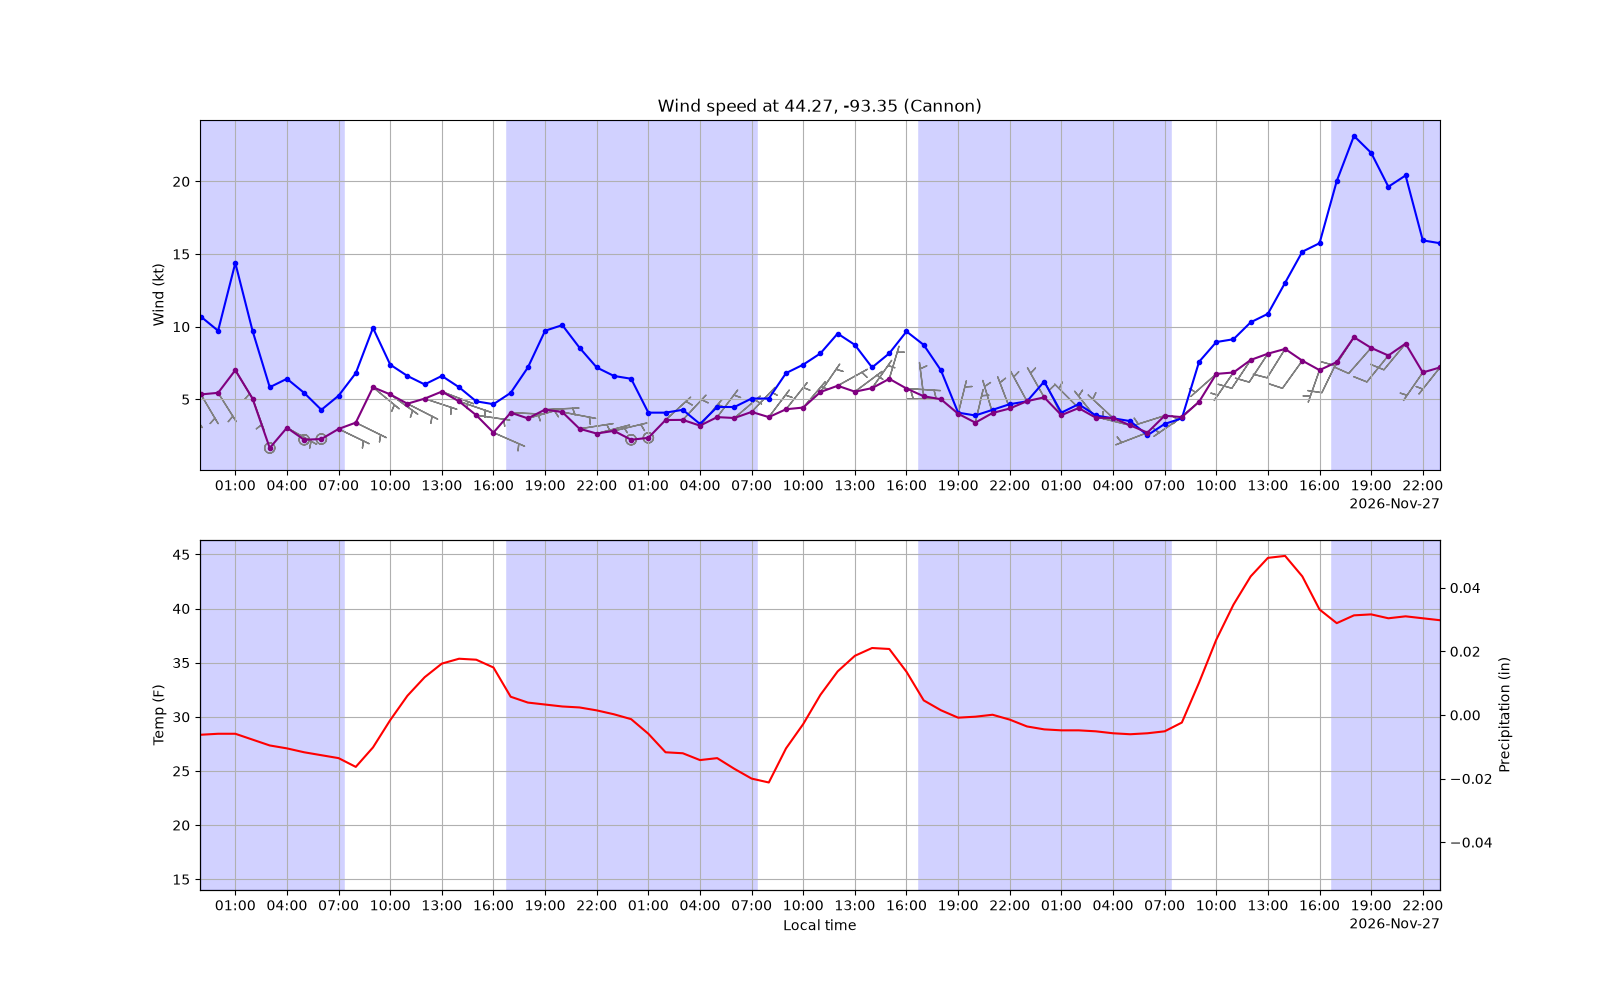 Wind speed at 44.27, -93.35 (Cannon)
Wind (kt)
20
15
10
5
01:00 04:00 07:00 10:00 13:00 16:00 19:00 22:00 01:00 04:00 07:00 10:00 13:00 16:00 19:00 22:00 01:00 04:00 07:00 10:00 13:00 16:00 19:00 22:00
2026-Nov-27
Temp (F)
45
40
35
30
25
20
15
0.04
0.02
0.00
−0.02
−0.04
Precipitation (in)
01:00 04:00 07:00 10:00 13:00 16:00 19:00 22:00 01:00 04:00 07:00 10:00 13:00 16:00 19:00 22:00 01:00 04:00 07:00 10:00 13:00 16:00 19:00 22:00
Local time
2026-Nov-27